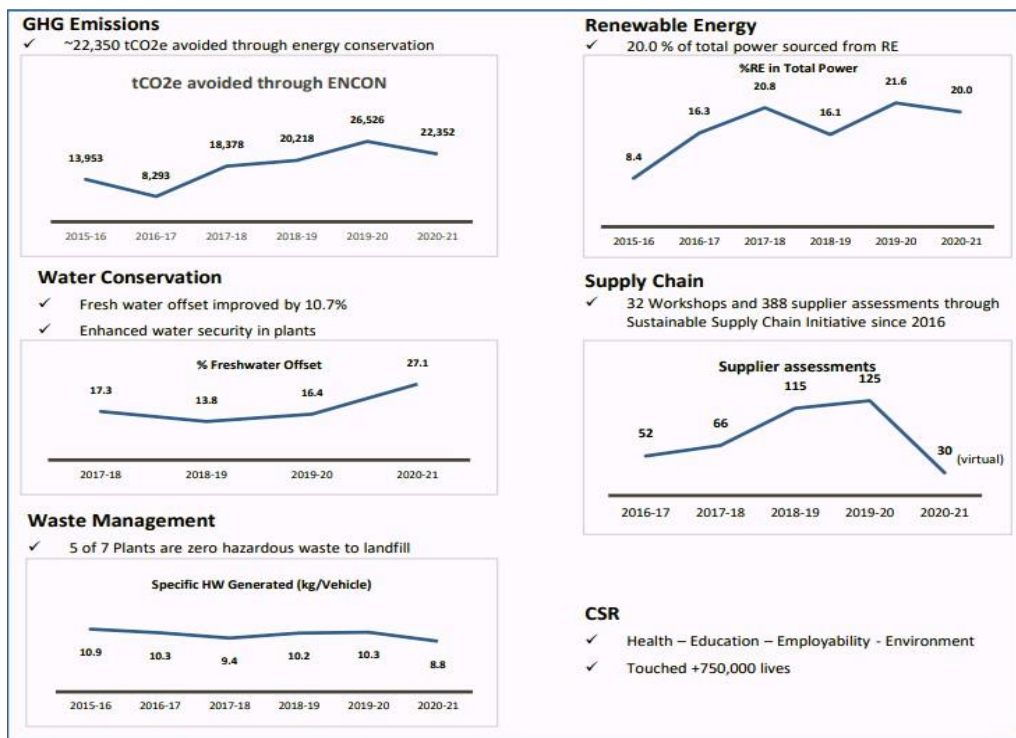 GHG Emissions
✓ ~22,350 tCO2e avoided through energy conservation
tCO2e avoided through ENCON
13,953
8,293
18,378
20,218
26,526
22,352
2015-16 2016-17 2017-18 2018-19 2019-20 2020-21
Renewable Energy
✓ 20.0 % of total power sourced from RE
%RE in Total Power
8.4
16.3
20.8
16.1
21.6
20.0
2015-16 2016-17 2017-18 2018-19 2019-20 2020-21
Water Conservation
✓ Fresh water offset improved by 10.7%
✓ Enhanced water security in plants
% Freshwater Offset
17.3
13.8
16.4
27.1
2017-18 2018-19 2019-20 2020-21
Supply Chain
✓ 32 Workshops and 388 supplier assessments through
Sustainable Supply Chain Initiative since 2016
Supplier assessments
52
66
115
125
30 (virtual)
2016-17 2017-18 2018-19 2019-20 2020-21
Waste Management
✓ 5 of 7 Plants are zero hazardous waste to landfill
Specific HW Generated (kg/Vehicle)
10.9 10.3 9.4 10.2 10.3 8.8
2015-16 2016-17 2017-18 2018-19 2019-20 2020-21
CSR
✓ Health – Education – Employability - Environment
✓ Touched +750,000 lives